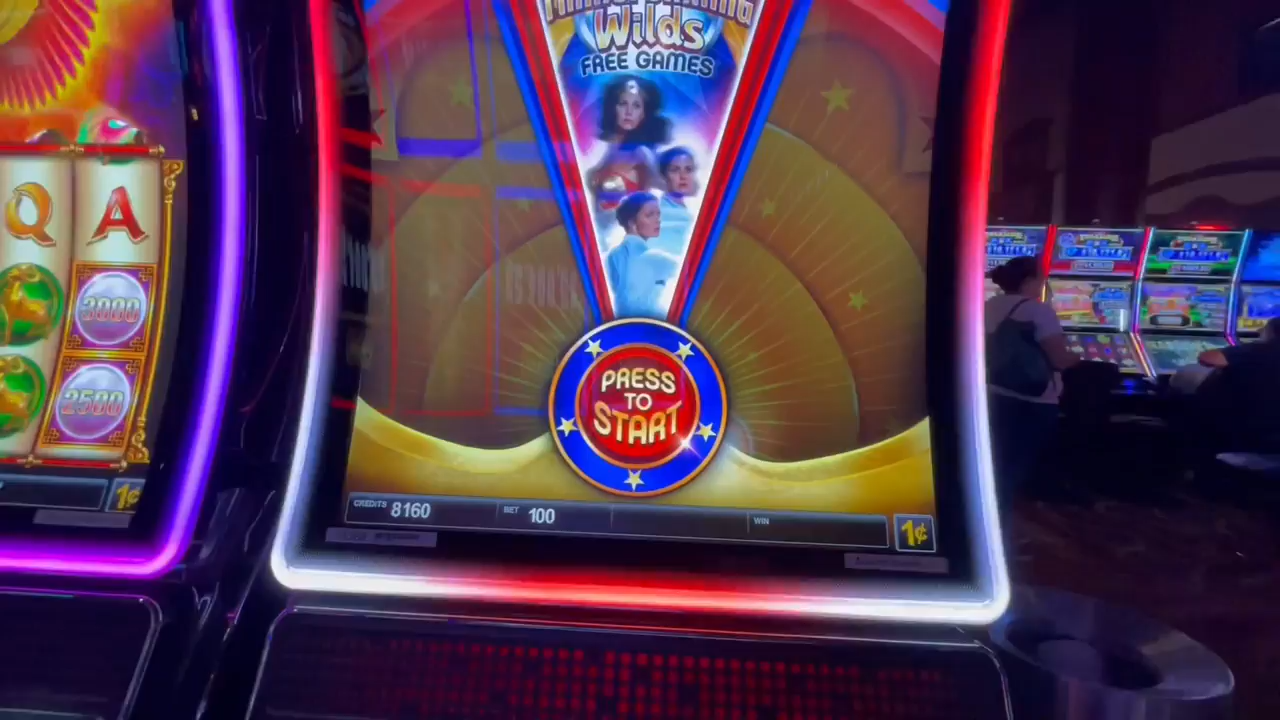 Wilds
FREE GAMES
Q
A
3000
2500
PRESS
TO
START
CREDITS 8160
BET 100
WIN
1¢
1¢